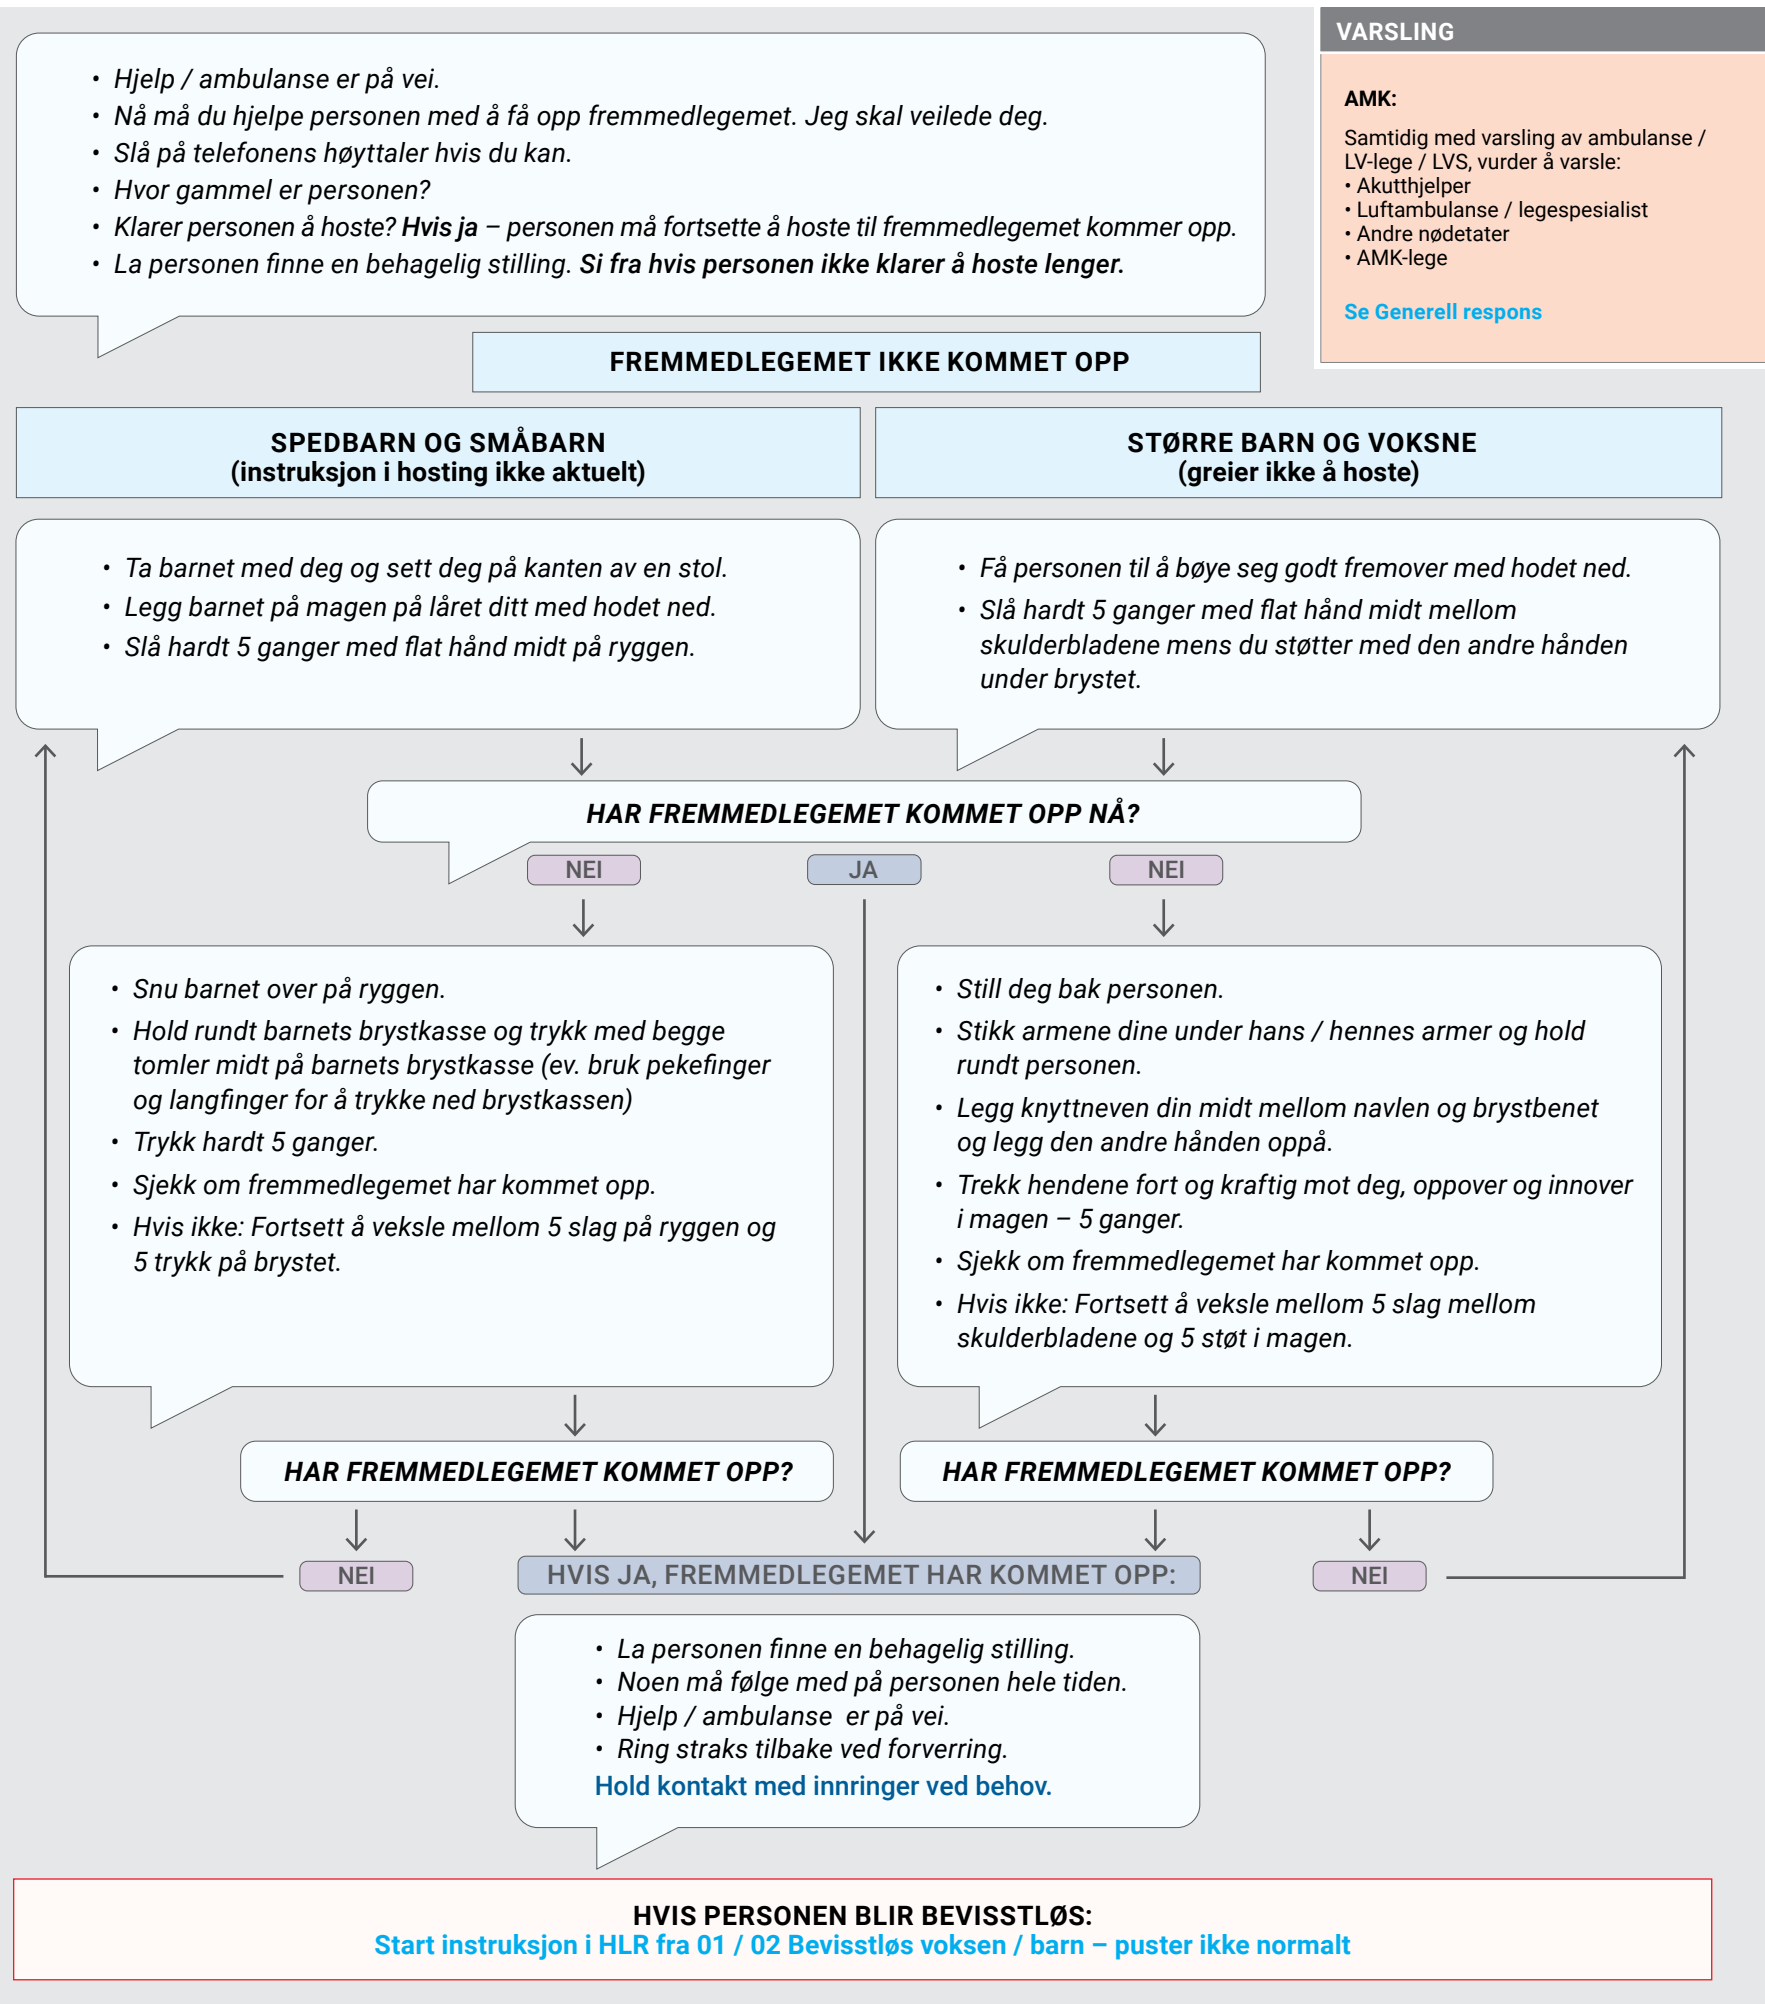 • Hjelp / ambulanse er på vei.
• Nå må du hjelpe personen med å få opp fremmedlegemet. Jeg skal veilede deg.
• Slå på telefonens høyttaler hvis du kan.
• Hvor gammel er personen?
• Klarer personen å hoste? Hvis ja – personen må fortsette å hoste til fremmedlegemet kommer opp.
• La personen finne en behagelig stilling. Si fra hvis personen ikke klarer å hoste lenger.
VARSLING
AMK:
Samtidig med varsling av ambulanse /
LV-lege / LVS, vurder å varsle:
• Akutthjelper
• Luftambulanse / legespesialist
• Andre nødetater
• AMK-lege
Se Generell respons
FREMMEDLEGEMET IKKE KOMMET OPP
SPEDBARN OG SMÅBARN
(instruksjon i hosting ikke aktuelt)
• Ta barnet med deg og sett deg på kanten av en stol.
• Legg barnet på magen på låret ditt med hodet ned.
• Slå hardt 5 ganger med flat hånd midt på ryggen.
STØRRE BARN OG VOKSNE
(greier ikke å hoste)
• Få personen til å bøye seg godt fremover med hodet ned.
• Slå hardt 5 ganger med flat hånd midt mellom
skulderbladene mens du støtter med den andre hånden
under brystet.
HAR FREMMEDLEGEMET KOMMET OPP NÅ?
NEI
JA
NEI
• Snu barnet over på ryggen.
• Hold rundt barnets brystkasse og trykk med begge
tomler midt på barnets brystkasse (ev. bruk pekefinger
og langfinger for å trykke ned brystkassen)
• Trykk hardt 5 ganger.
• Sjekk om fremmedlegemet har kommet opp.
• Hvis ikke: Fortsett å veksle mellom 5 slag på ryggen og
5 trykk på brystet.
• Still deg bak personen.
• Stikk armene dine under hans / hennes armer og hold
rundt personen.
• Legg knyttneven din midt mellom navlen og brystbenet
og legg den andre hånden oppå.
• Trekk hendene fort og kraftig mot deg, oppover og innover
i magen – 5 ganger.
• Sjekk om fremmedlegemet har kommet opp.
• Hvis ikke: Fortsett å veksle mellom 5 slag mellom
skulderbladene og 5 støt i magen.
HAR FREMMEDLEGEMET KOMMET OPP?
HAR FREMMEDLEGEMET KOMMET OPP?
NEI
HVIS JA, FREMMEDLEGEMET HAR KOMMET OPP:
NEI
• La personen finne en behagelig stilling.
• Noen må følge med på personen hele tiden.
• Hjelp / ambulanse er på vei.
• Ring straks tilbake ved forverring.
Hold kontakt med innringer ved behov.
HVIS PERSONEN BLIR BEVISSTLØS:
Start instruksjon i HLR fra 01 / 02 Bevisstløs voksen / barn – puster ikke normalt